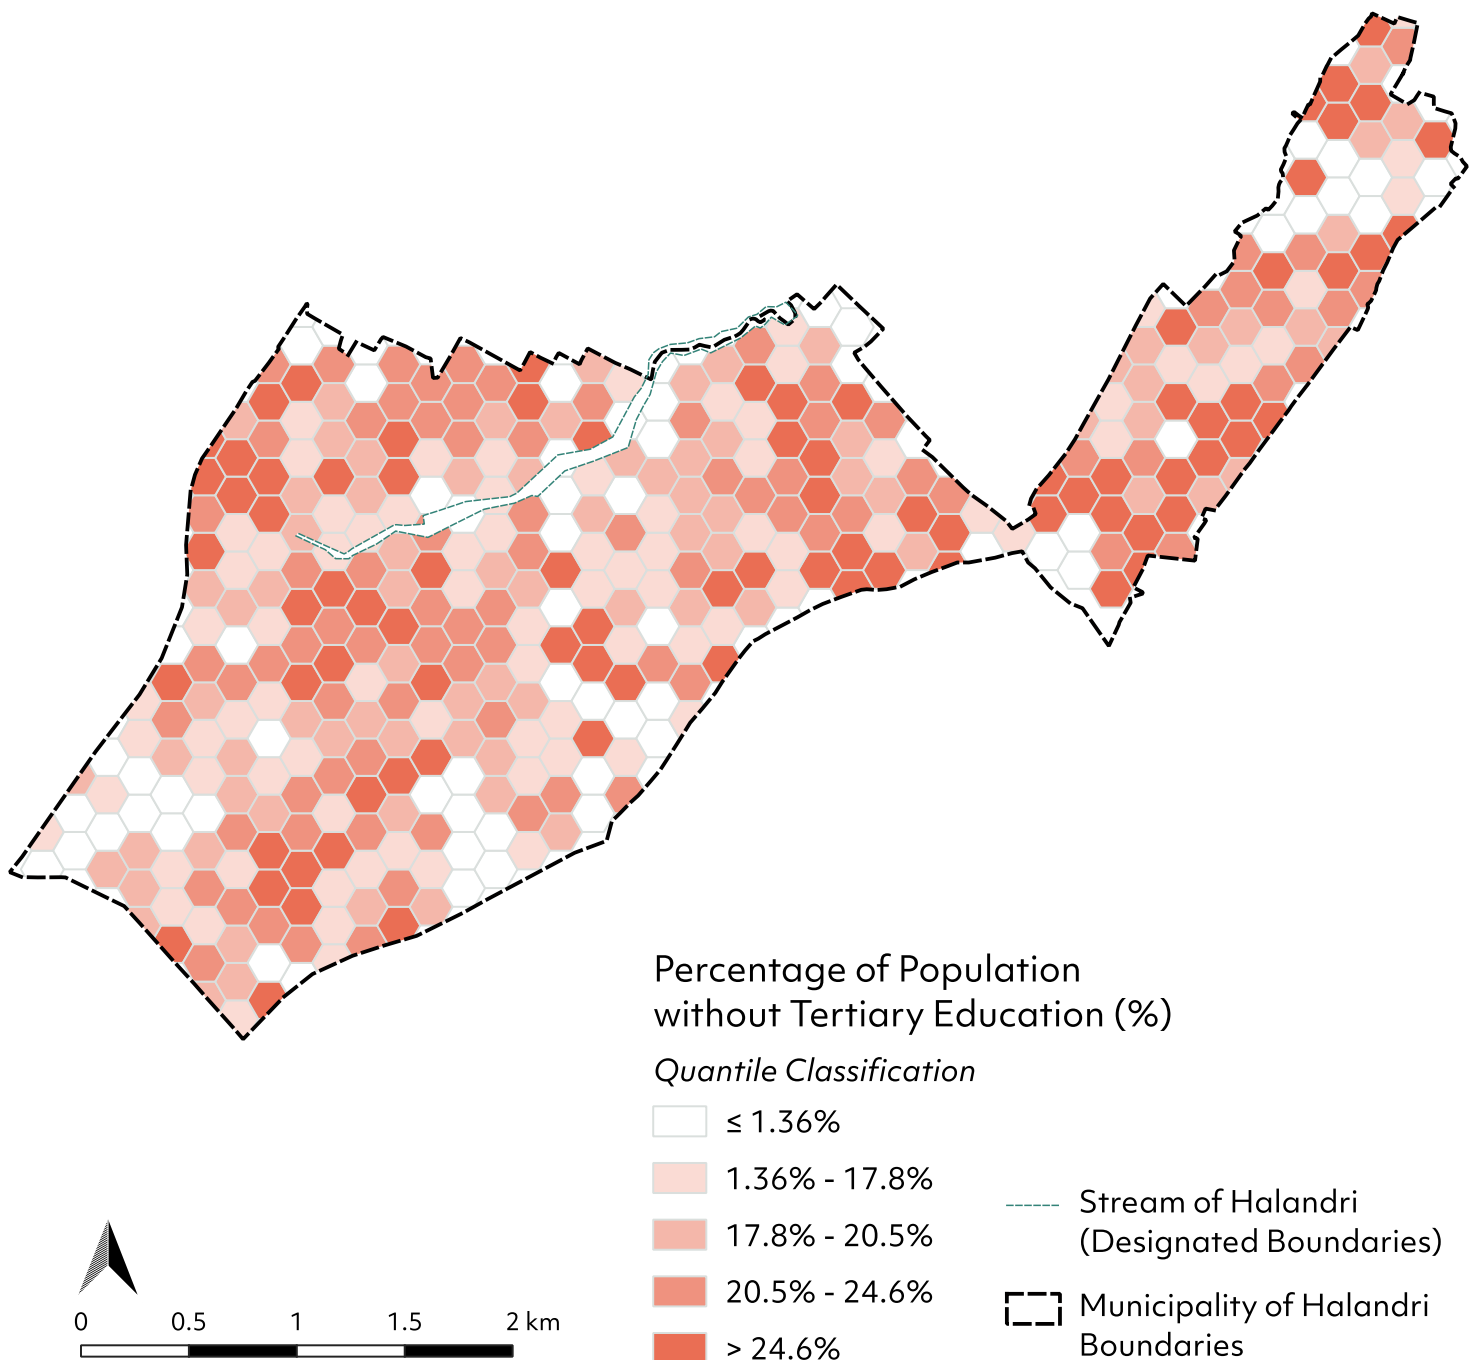 Percentage of Population
without Tertiary Education (%)
Quantile Classification
≤ 1.36%
1.36% - 17.8%
17.8% - 20.5%
20.5% - 24.6%
> 24.6%
Stream of Halandri
(Designated Boundaries)
Municipality of Halandri
Boundaries
0 0.5 1 1.5 2 km